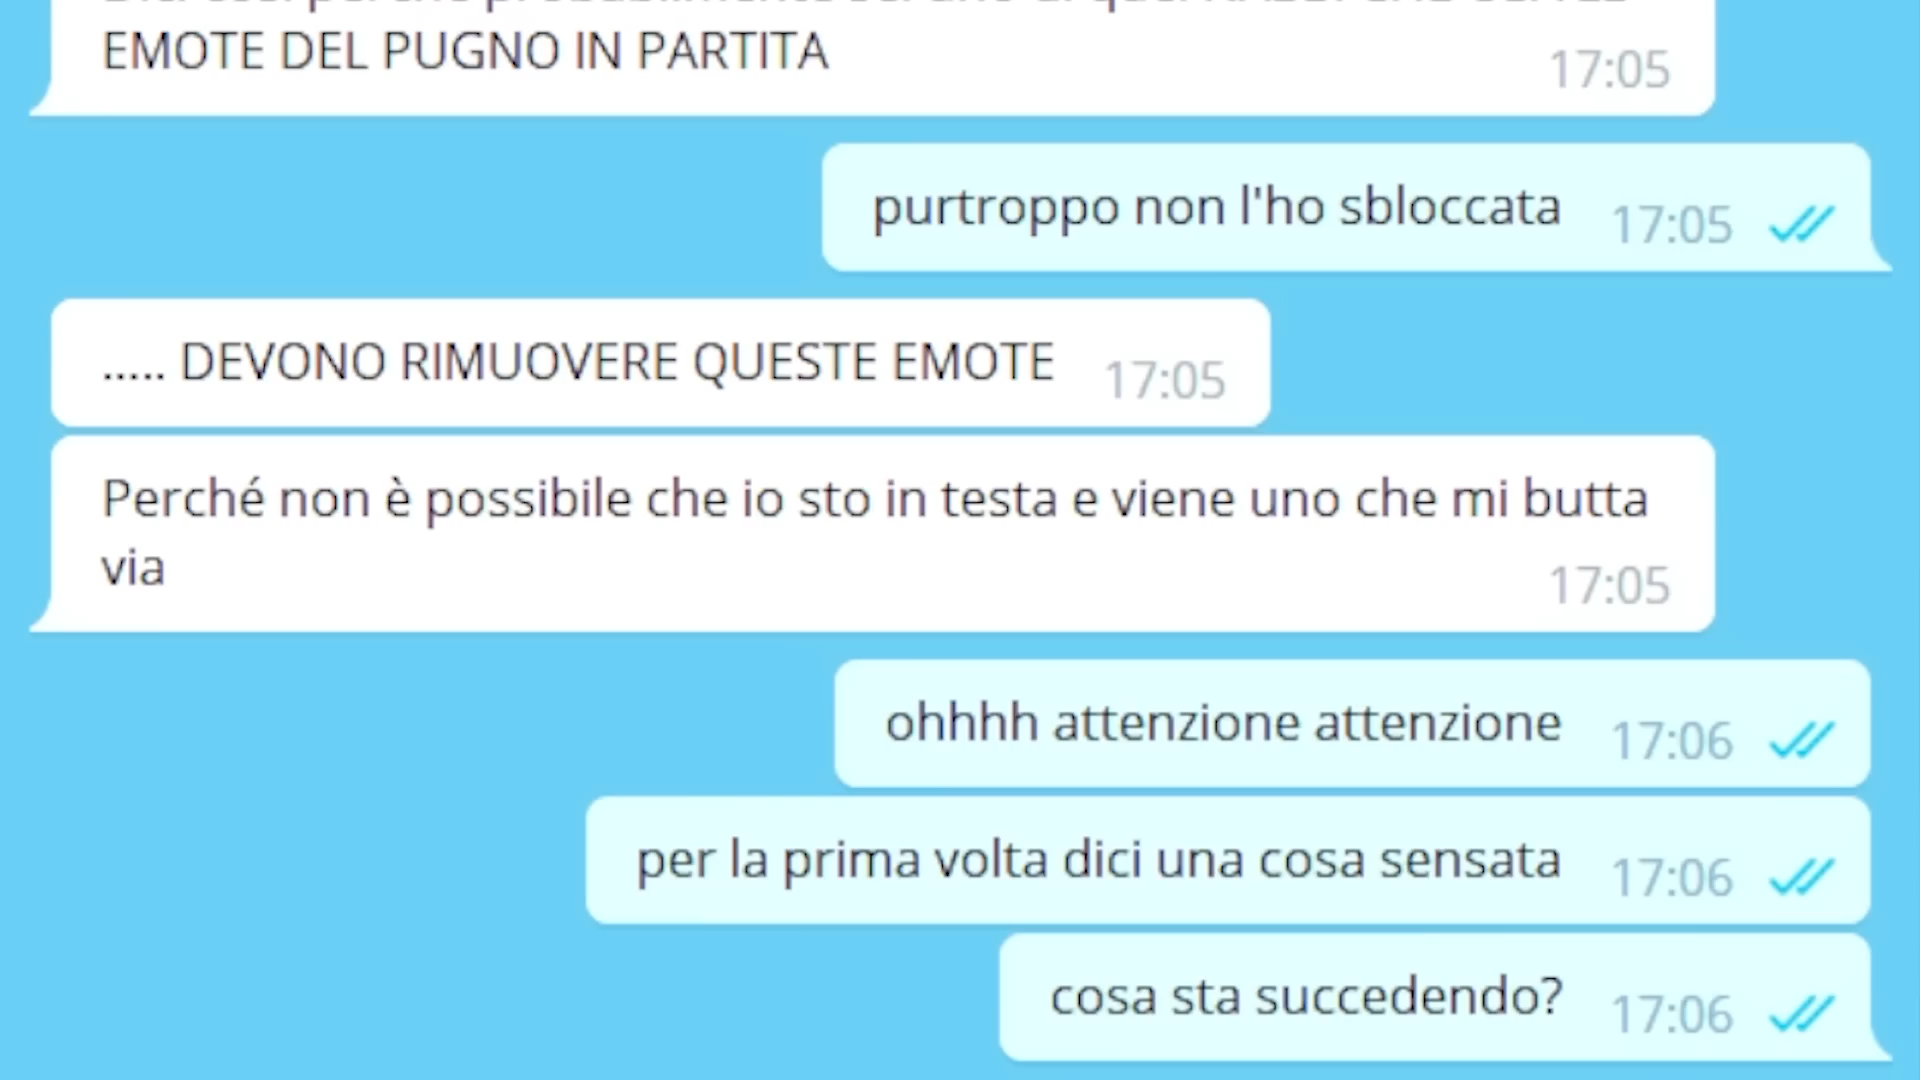 EMOTE DEL PUGNO IN PARTITA
17:05
purtroppo non l'ho sbloccata 17:05
..... DEVONO RIMUOVERE QUESTE EMOTE 17:05
Perché non è possibile che io sto in testa e viene uno che mi butta
via
17:05
ohhhh attenzione attenzione 17:06
per la prima volta dici una cosa sensata 17:06
cosa sta succedendo? 17:06